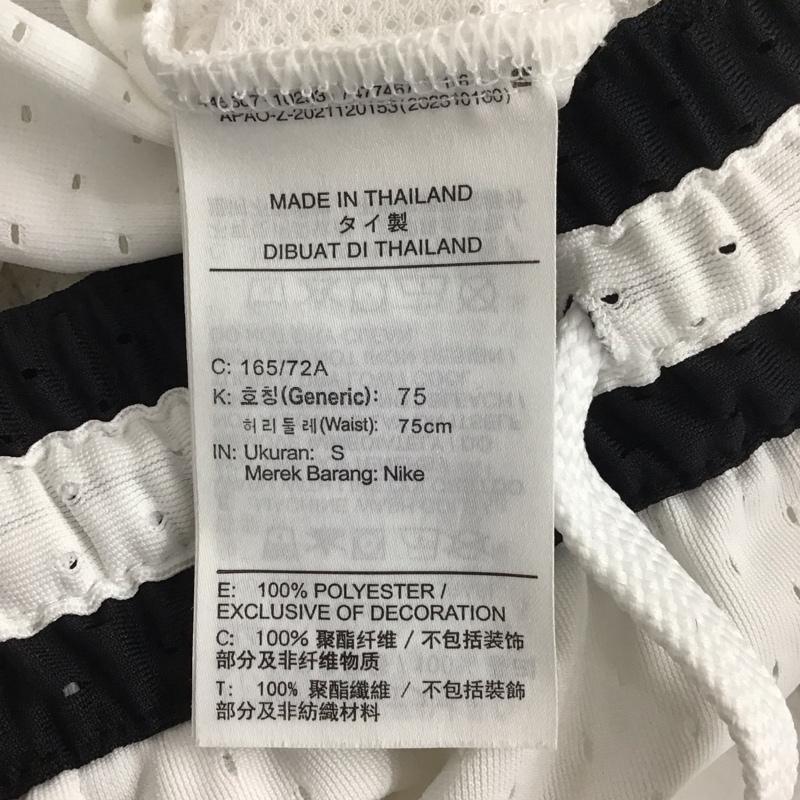 APAO-Z-2021120153(202310100)
MADE IN THAILAND
タイ製
DIBUAT DI THAILAND
C: 165/72A
K: 호칭(Generic): 75
허리둘레(Waist): 75cm
IN: Ukuran: S
Merek Barang: Nike
E: 100% POLYESTER /
EXCLUSIVE OF DECORATION
C: 100% 聚酯纤维 / 不包括装饰
部分及非纤维物质
T: 100% 聚酯纖維 / 不包括裝飾
部分及非紡織材料